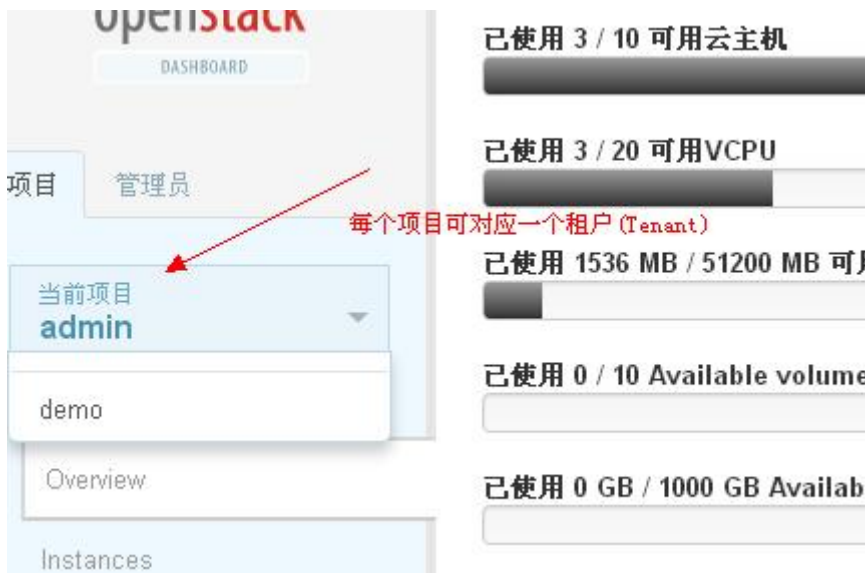 openstack
DASHBOARD
项目
管理员
当前项目
admin
demo
Overview
Instances
每个项目可对应一个租户(Tenant)
已使用 3 / 10 可用云主机
已使用 3 / 20 可用VCPU
已使用 1536 MB / 51200 MB 可用
已使用 0 / 10 Available volume
已使用 0 GB / 1000 GB Availab